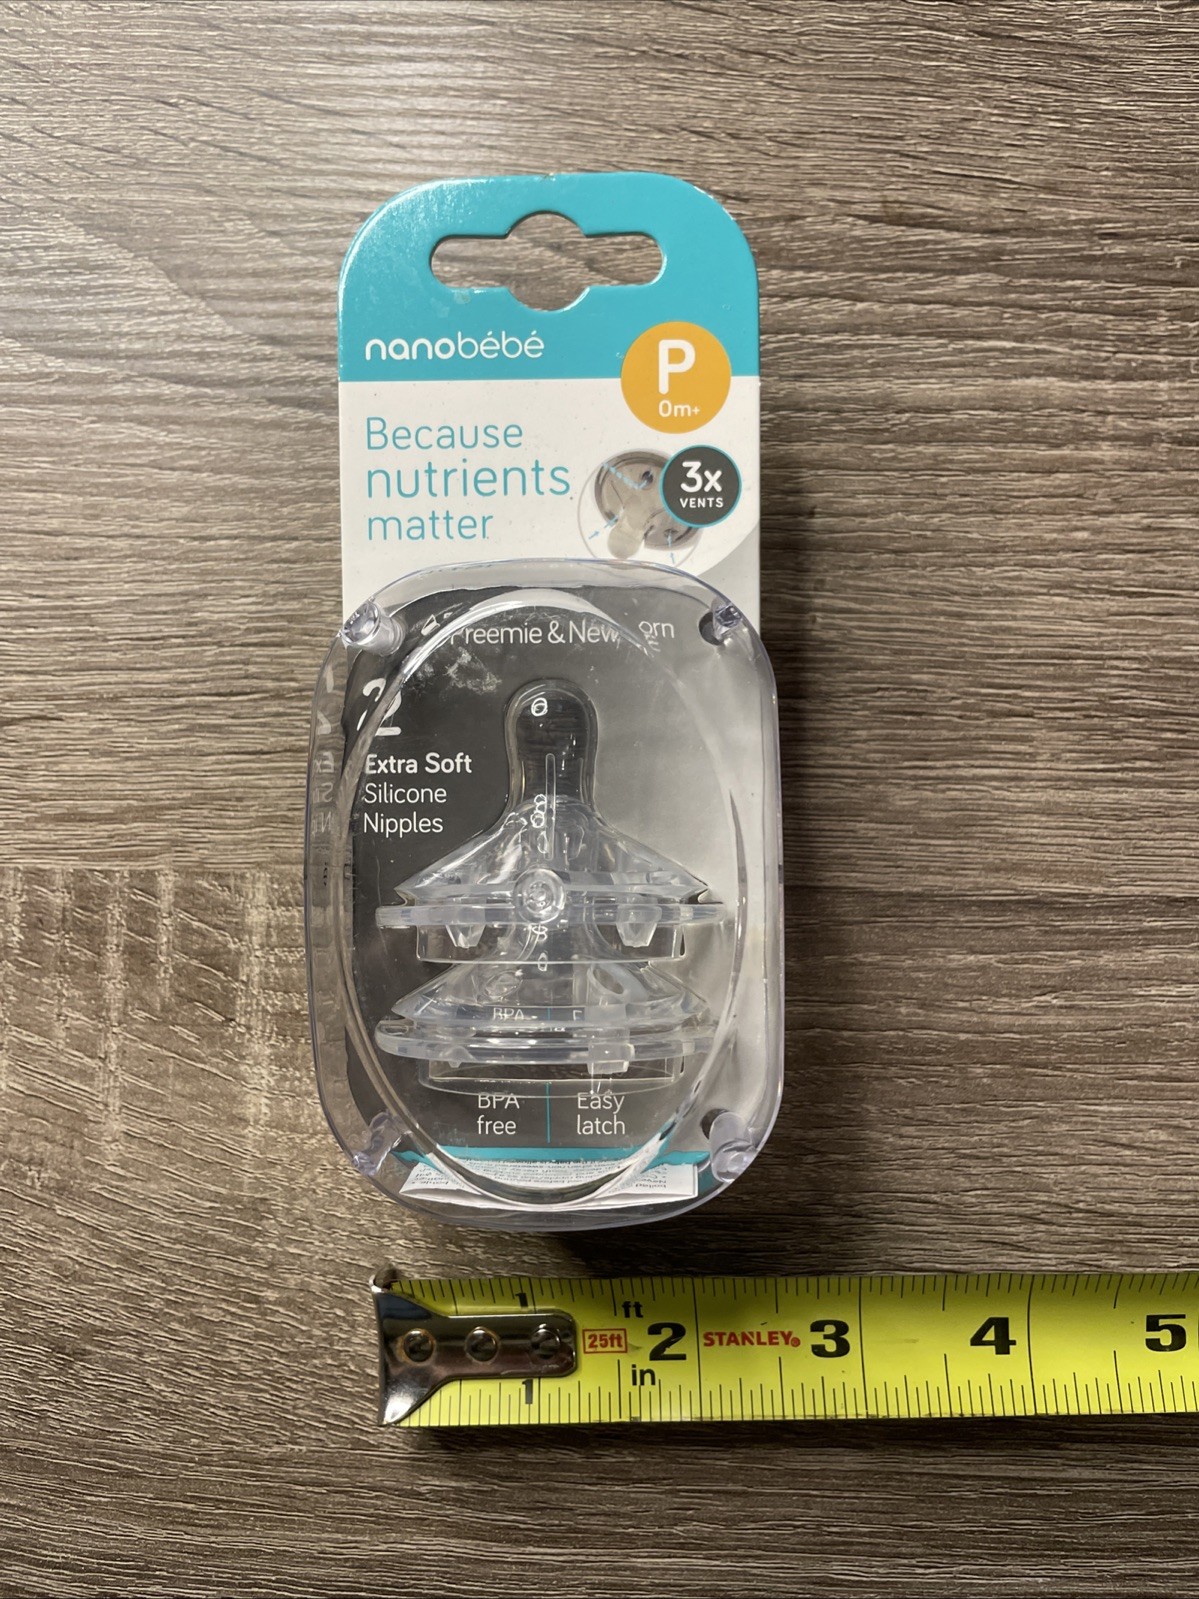 nanobébé
P
0m+
Because
nutrients
matter
3x
VENTS
Preemie & Newborn
2
Extra Soft
Silicone
Nipples
BPA
BPA
free
Easy
latch
1 ft
25ft 2 STANLEY® 3 4 5
in
1